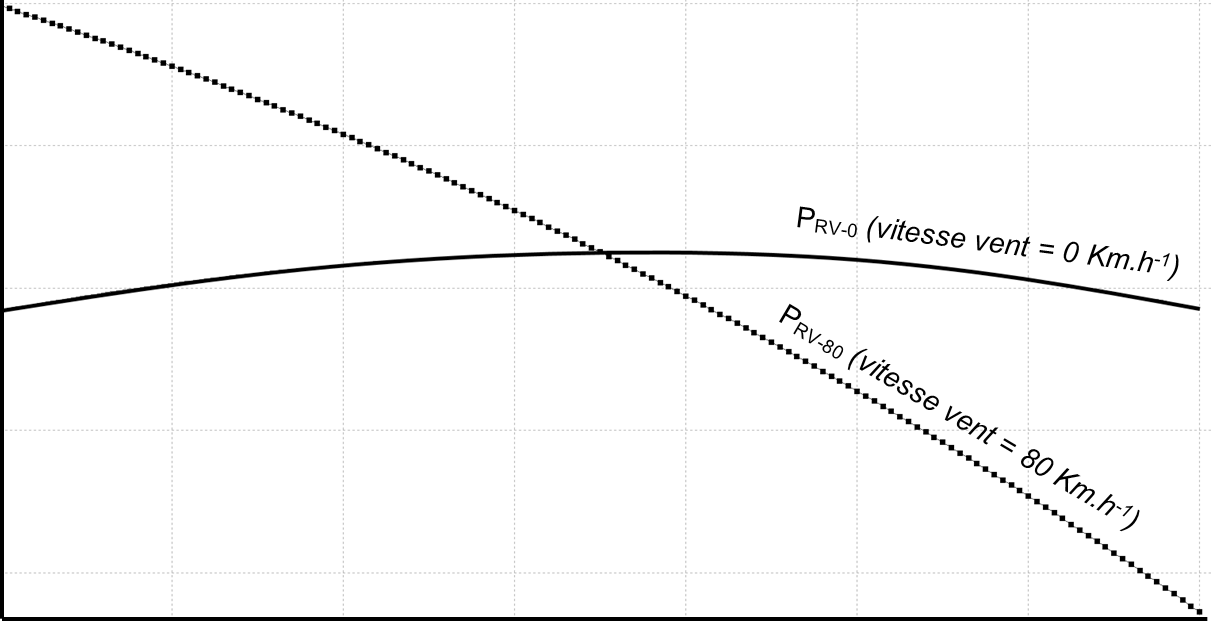 PRV-0 (vitesse vent = 0 Km.h-1)
PRV-80 (vitesse vent = 80 Km.h-1)